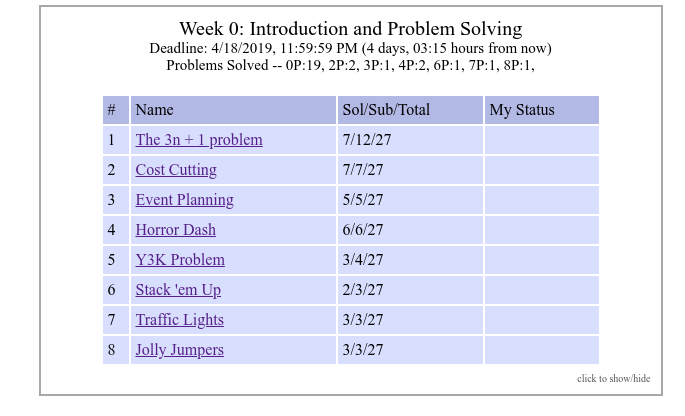 Week 0: Introduction and Problem Solving
Deadline: 4/18/2019, 11:59:59 PM (4 days, 03:15 hours from now)
Problems Solved -- 0P:19, 2P:2, 3P:1, 4P:2, 6P:1, 7P:1, 8P:1,
# Name Sol/Sub/Total My Status
1 The 3n + 1 problem 7/12/27
2 Cost Cutting 7/7/27
3 Event Planning 5/5/27
4 Horror Dash 6/6/27
5 Y3K Problem 3/4/27
6 Stack 'em Up 2/3/27
7 Traffic Lights 3/3/27
8 Jolly Jumpers 3/3/27
click to show/hide